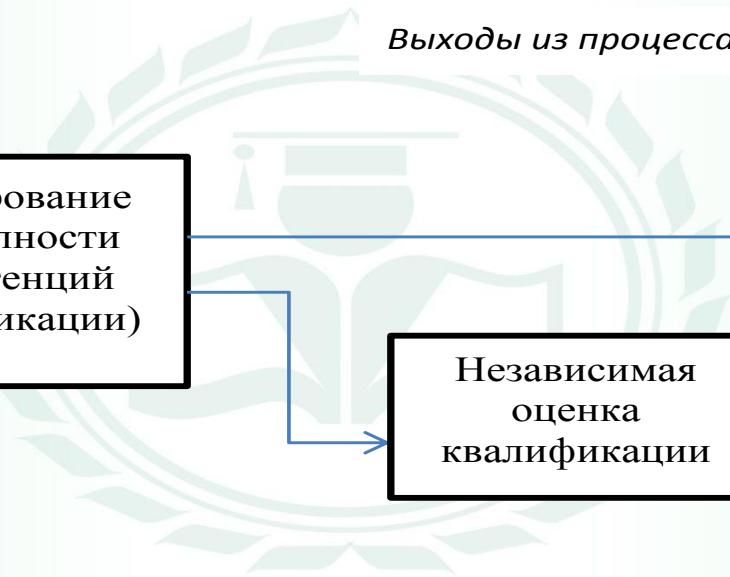 Выходы из процесса
рование
пности
тенций
икации)
Независимая
оценка
квалификации